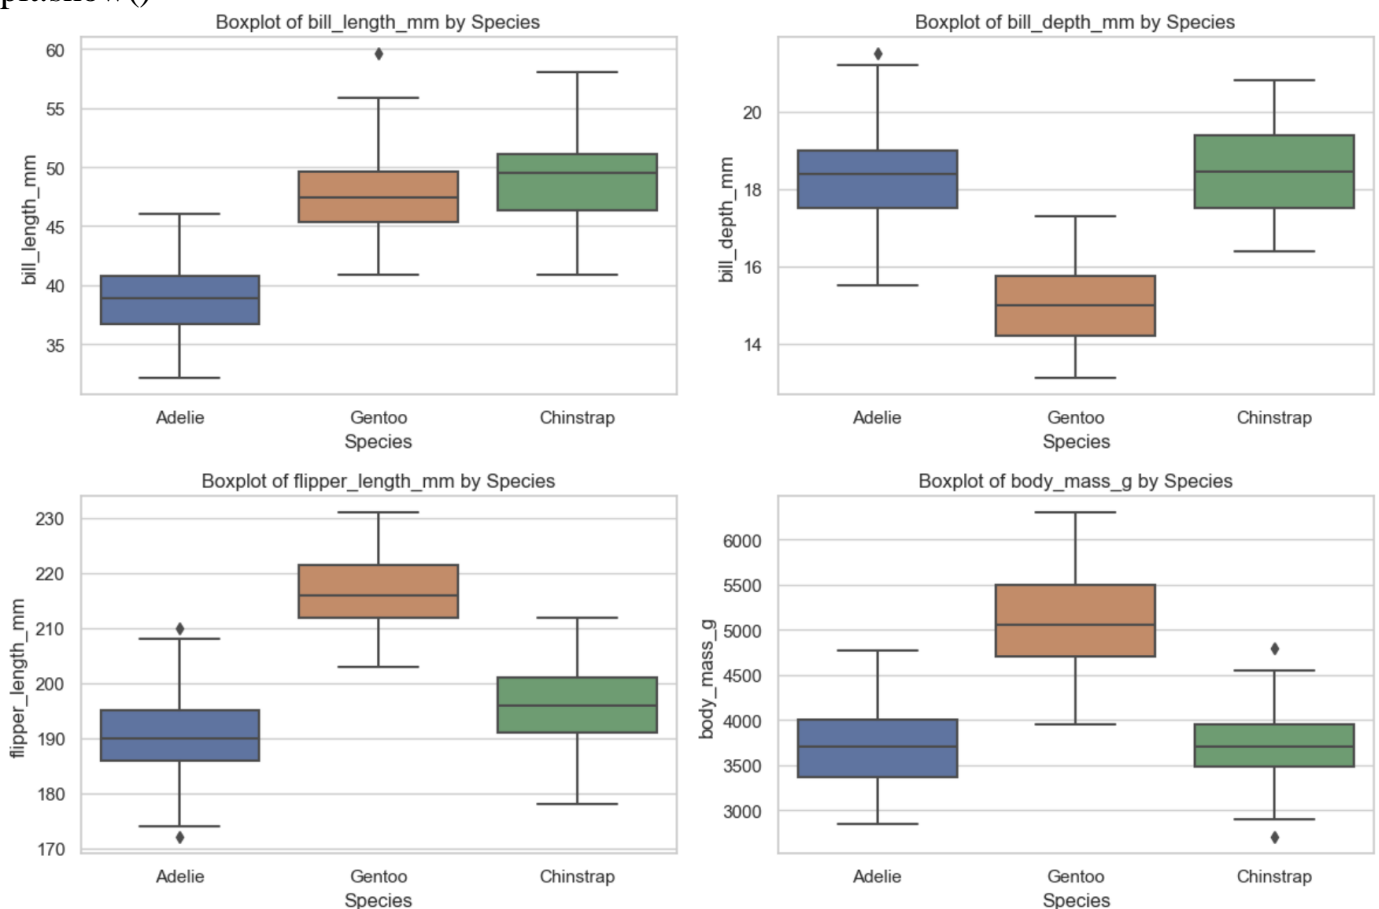 Boxplot of bill_length_mm by Species
60
55
50
45
40
35
bill_length_mm
Adelie
Gentoo
Chinstrap
Species
Boxplot of bill_depth_mm by Species
20
18
16
14
bill_depth_mm
Adelie
Gentoo
Chinstrap
Species
Boxplot of flipper_length_mm by Species
230
220
210
200
190
180
170
flipper_length_mm
Adelie
Gentoo
Chinstrap
Species
Boxplot of body_mass_g by Species
6000
5500
5000
4500
4000
3500
3000
body_mass_g
Adelie
Gentoo
Chinstrap
Species